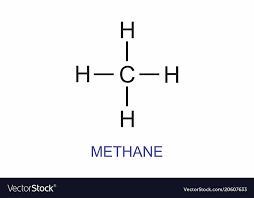 H
H C H
H
METHANE
VectorStock®
VectorStock.com/20607633